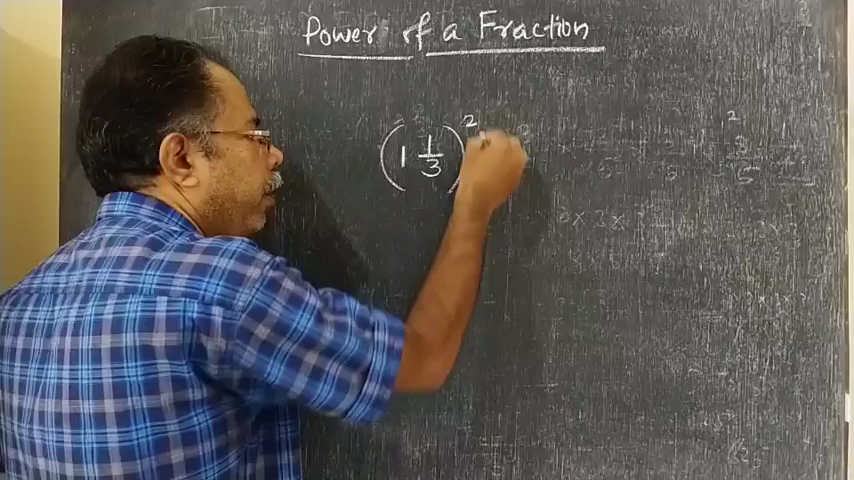 Power of a Fraction
(1 1/3)²